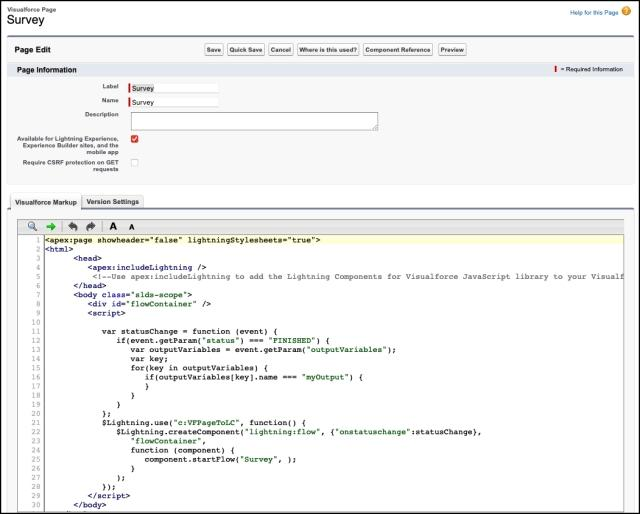 Visualforce Page
Survey
Help for this Page
Page Edit
Save Quick Save Cancel Where is this used? Component Reference Preview
Page Information
= Required Information
Label Survey
Name Survey
Description
Available for Lightning Experience,
Experience Builder sites, and the
mobile app
Require CSRF protection on GET
requests
Visualforce Markup Version Settings
A A
1 <apex:page showheader="false" lightningStylesheets="true">
2 <html>
3 <head>
4 <apex:includeLightning />
5 <!--Use apex:includeLightning to add the Lightning Components for Visualforce JavaScript library to your Visualf
6 </head>
7 <body class="slds-scope">
8 <div id="flowContainer" />
9 <script>
10
11 var statusChange = function (event) {
12 if(event.getParam("status") === "FINISHED") {
13 var outputVariables = event.getParam("outputVariables");
14 var key;
15 for(key in outputVariables) {
16 if(outputVariables[key].name === "myOutput") {
17 }
18 }
19 }
20 };
21 $Lightning.use("c:VFPageToLC", function() {
22 $Lightning.createComponent("lightning:flow", {"onstatuschange":statusChange},
23 "flowContainer",
24 function (component) {
25 component.startFlow("Survey", );
26 }
27 );
28 });
29 </script>
30 </body>